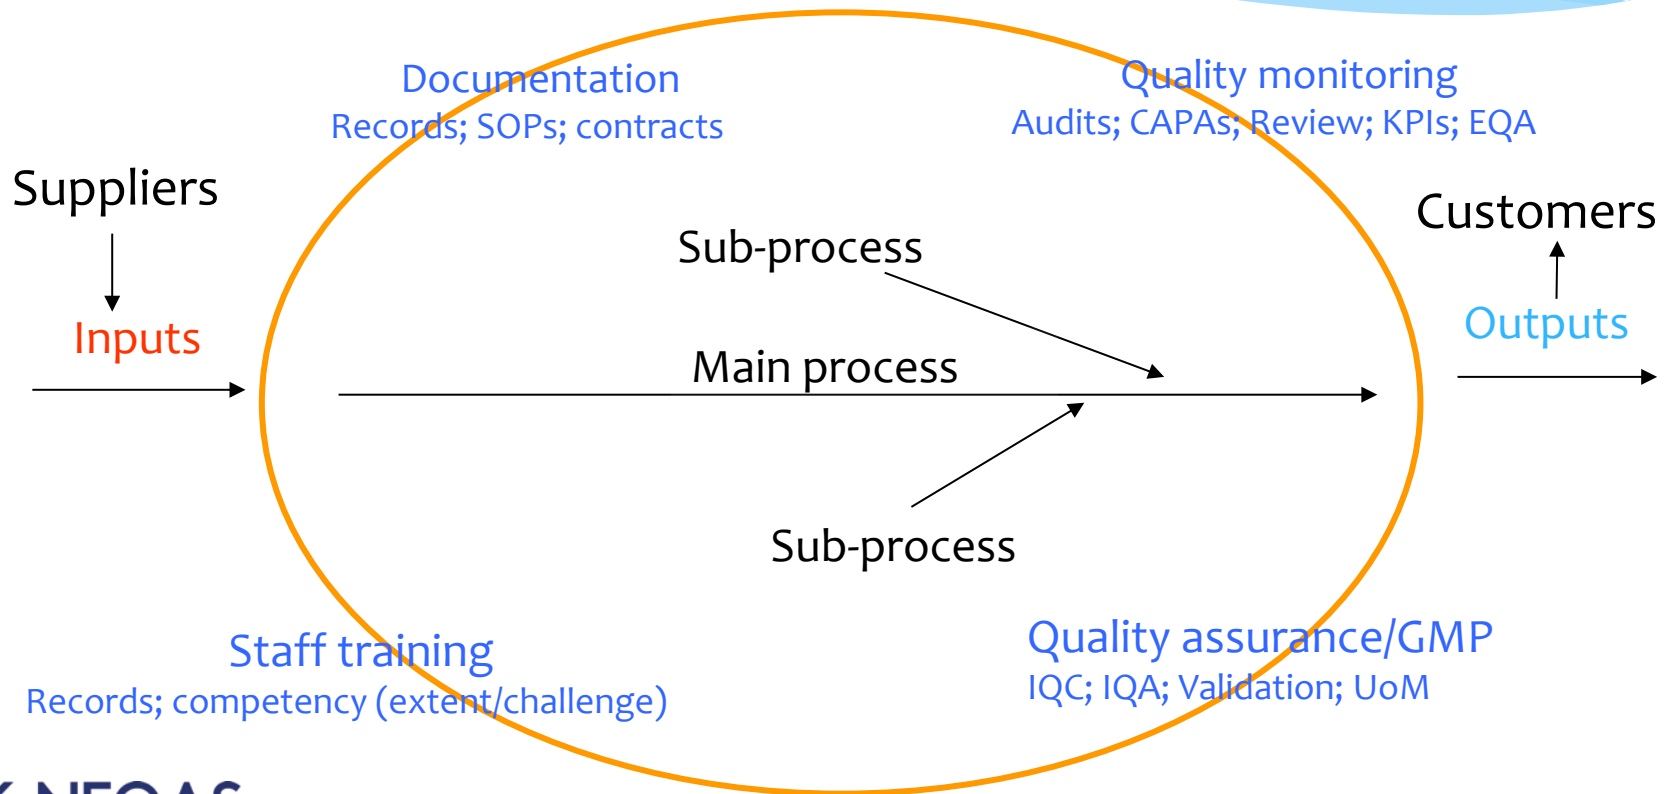 Documentation
Records; SOPs; contracts
Quality monitoring
Audits; CAPAs; Review; KPIs; EQA
Suppliers
Customers
Sub-process
Inputs
Outputs
Main process
Sub-process
Staff training
Records; competency (extent/challenge)
Quality assurance/GMP
IQC; IQA; Validation; UoM